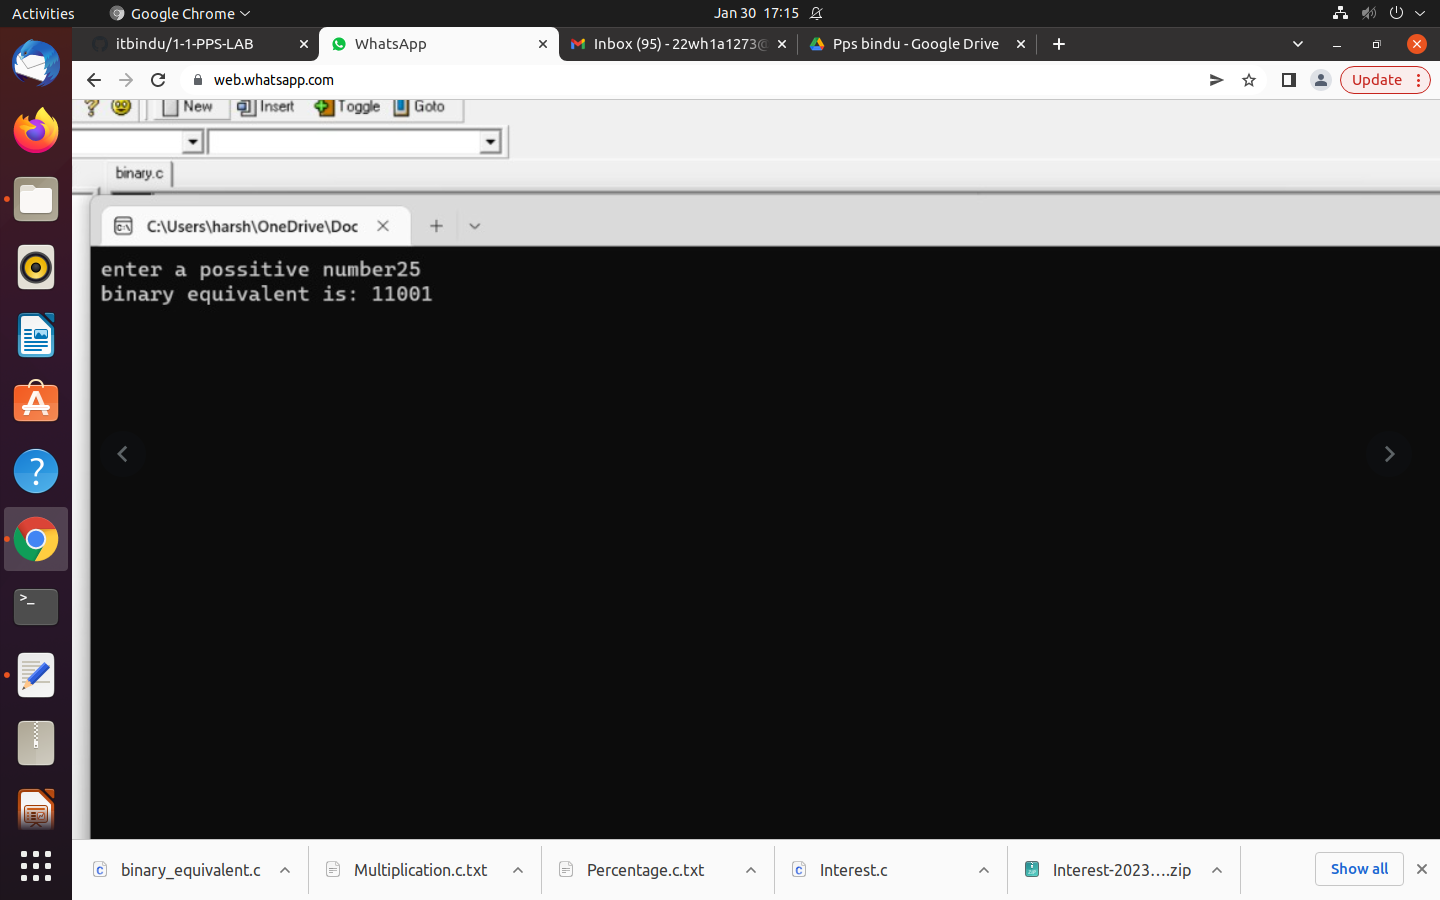 Activities
Google Chrome
Jan 30 17:15
itbindu/1-1-PPS-LAB
WhatsApp
Inbox (95) - 22wh1a1273@
Pps bindu - Google Drive
web.whatsapp.com
Update
New
Insert
Toggle
Goto
binary.c
C:\Users\harsh\OneDrive\Doc
enter a possitive number25
binary equivalent is: 11001
binary_equivalent.c
Multiplication.c.txt
Percentage.c.txt
Interest.c
Interest-2023....zip
Show all